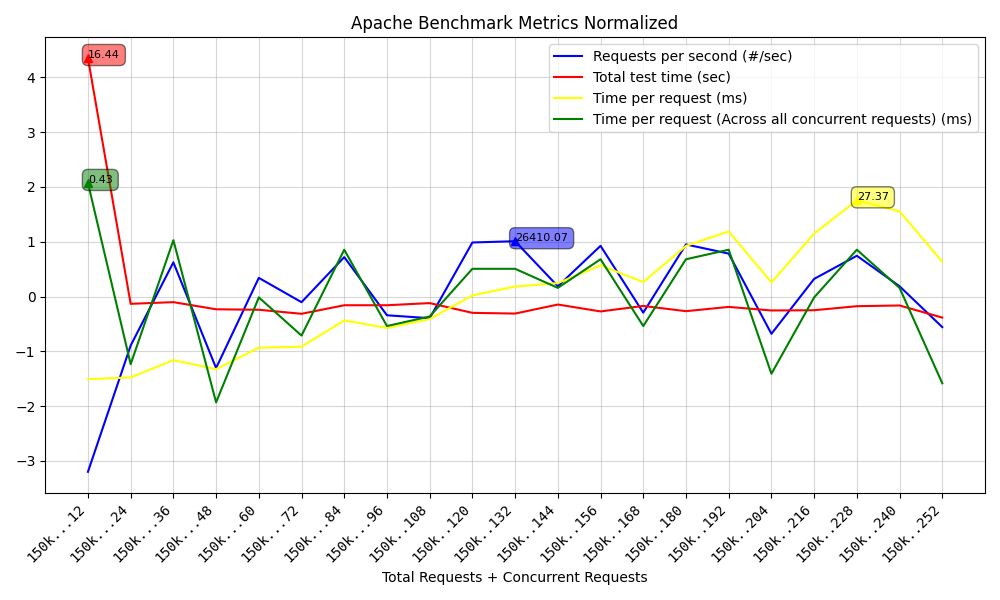 Apache Benchmark Metrics Normalized
Requests per second (#/sec)
Total test time (sec)
Time per request (ms)
Time per request (Across all concurrent requests) (ms)
16.44
0.43
26410.07
27.37
4
3
2
1
0
−1
−2
−3
150k...12
150k...24
150k...36
150k...48
150k...60
150k...72
150k...84
150k...96
150k..108
150k..120
150k..132
150k..144
150k..156
150k..168
150k..180
150k..192
150k..204
150k..216
150k..228
150k..240
150k..252
Total Requests + Concurrent Requests